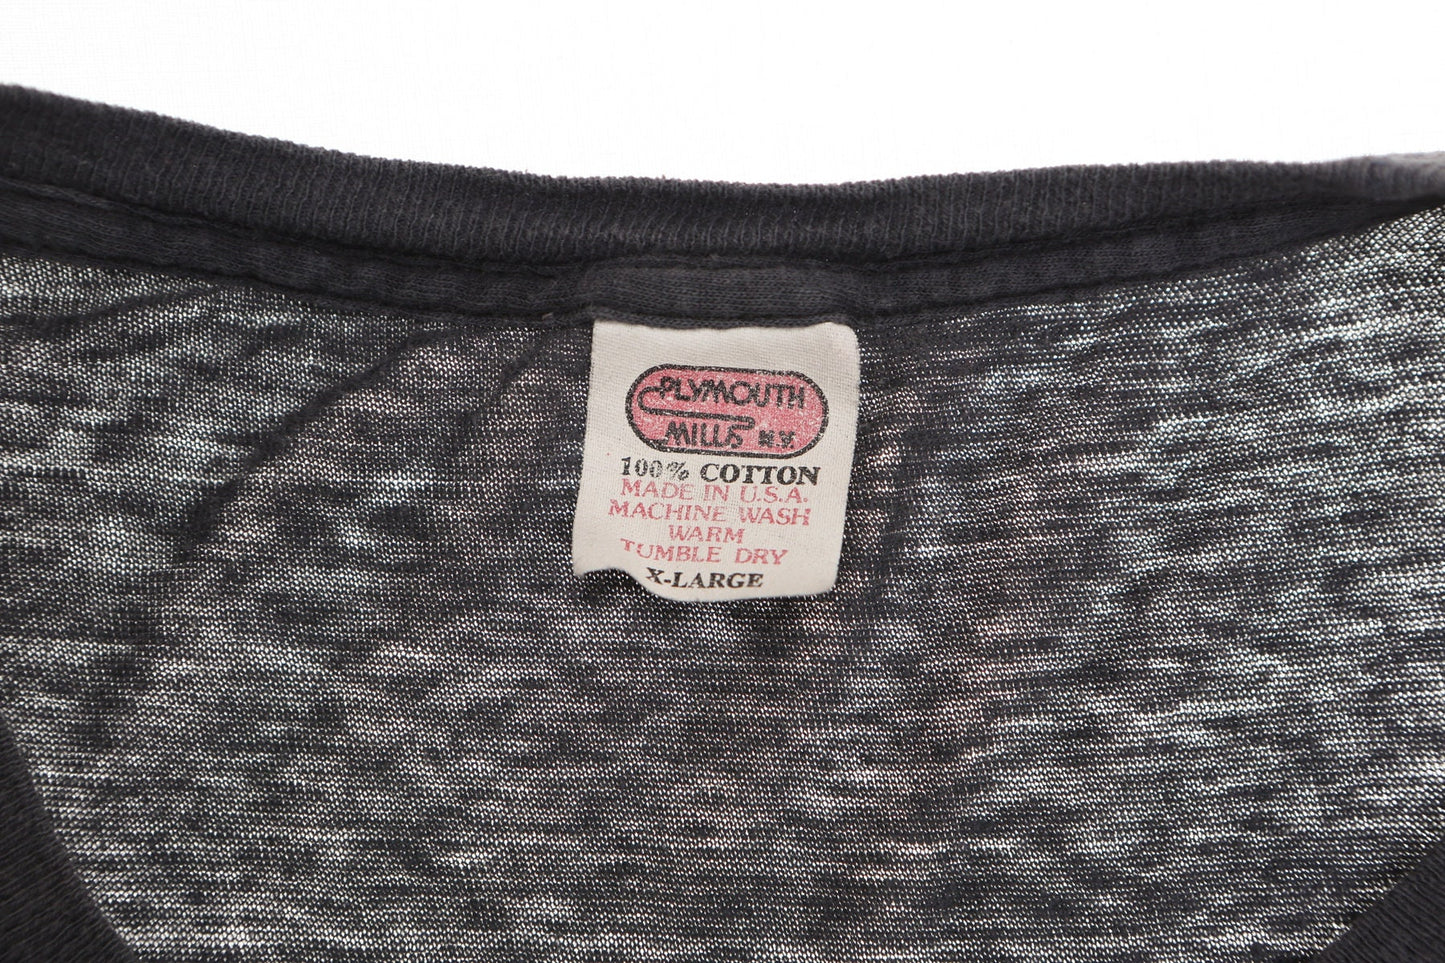 PLYMOUTH
MILLS N.Y.
100% COTTON
MADE IN U.S.A.
MACHINE WASH
WARM
TUMBLE DRY
X-LARGE